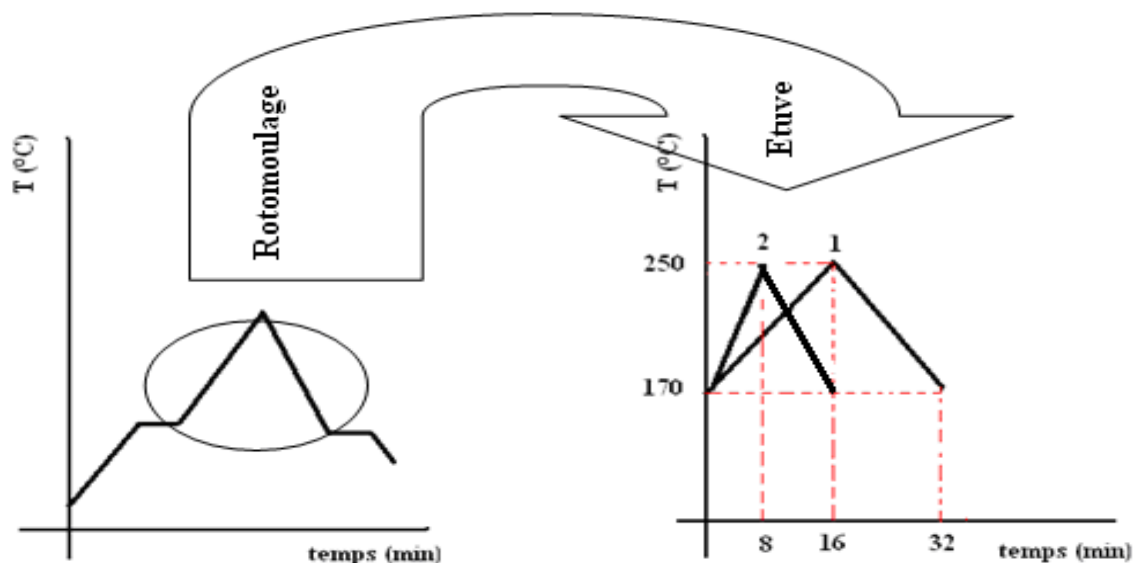 Rotomoulage
Etuve
T (°C)
temps (min)
T (°C)
2 1
250
170
8 16 32
temps (min)